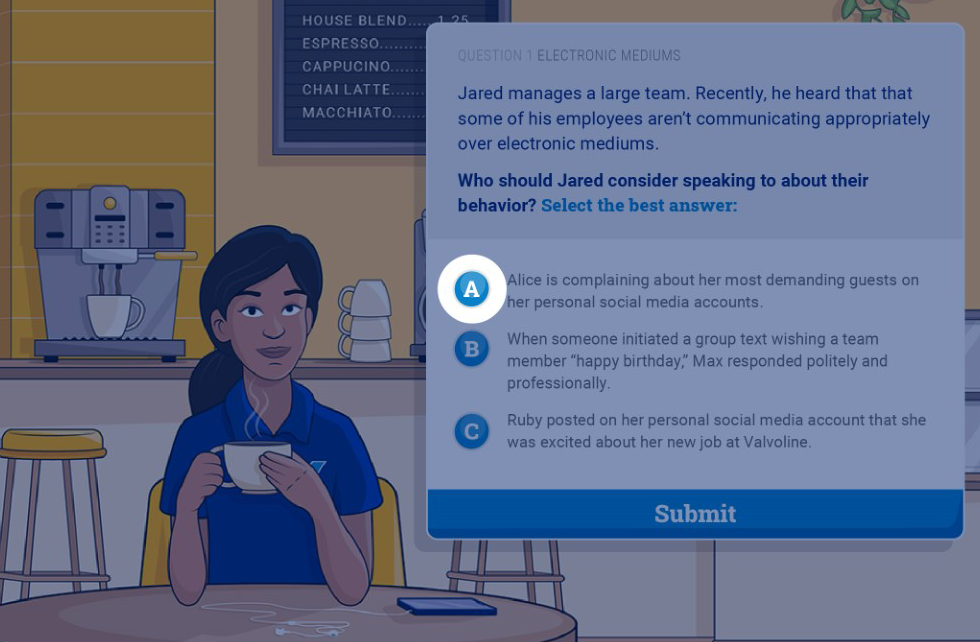 HOUSE BLEND..... 1.25
ESPRESSO........
CAPPUCINO......
CHAI LATTE......
MACCHIATO......
QUESTION 1 ELECTRONIC MEDIUMS
Jared manages a large team. Recently, he heard that that
some of his employees aren’t communicating appropriately
over electronic mediums.
Who should Jared consider speaking to about their
behavior? Select the best answer:
A
Alice is complaining about her most demanding guests on
her personal social media accounts.
B
When someone initiated a group text wishing a team
member “happy birthday,” Max responded politely and
professionally.
C
Ruby posted on her personal social media account that she
was excited about her new job at Valvoline.
Submit